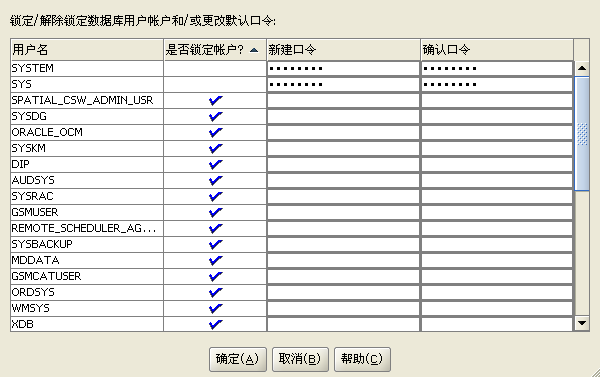 锁定/解除锁定数据库用户帐户和/或更改默认口令:
用户名 是否锁定帐户? 新建口令 确认口令
SYSTEM ******** ********
SYS ******** ********
SPATIAL_CSW_ADMIN_USR
SYSDG
ORACLE_OCM
SYSKM
DIP
AUDSYS
SYSRAC
GSMUSER
REMOTE_SCHEDULER_AG...
SYSBACKUP
MDDATA
GSMCATUSER
ORDSYS
WMSYS
XDB
确定(A) 取消(B) 帮助(C)